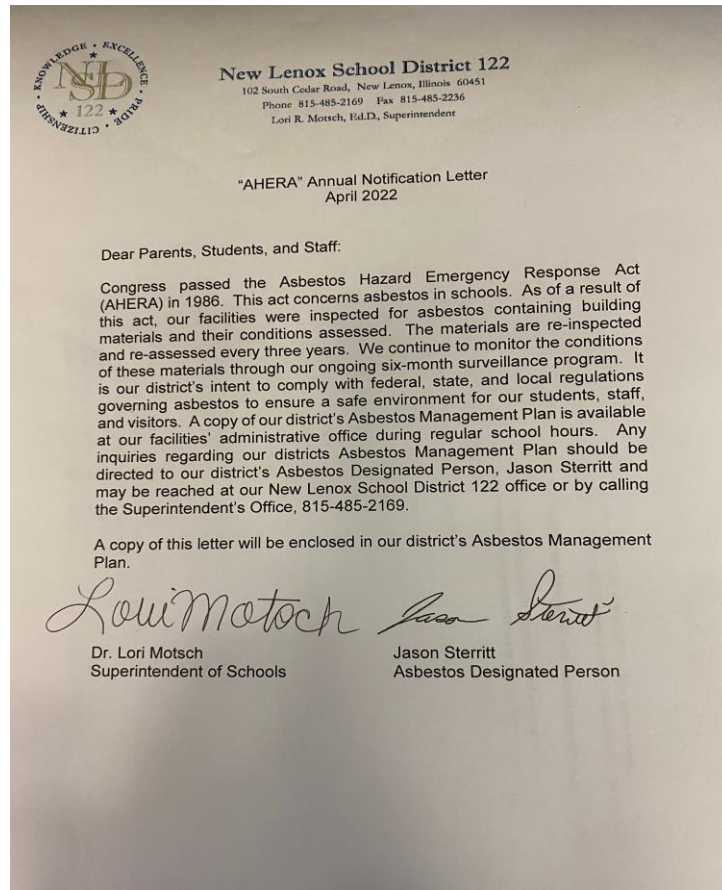 KNOWLEDGE • EXCELLENCE • PRIDE • CITIZENSHIP
NLSD
122
New Lenox School District 122
102 South Cedar Road, New Lenox, Illinois 60451
Phone 815-485-2169 Fax 815-485-2236
Lori R. Motsch, Ed.D., Superintendent
"AHERA" Annual Notification Letter
April 2022
Dear Parents, Students, and Staff:
Congress passed the Asbestos Hazard Emergency Response Act
(AHERA) in 1986. This act concerns asbestos in schools. As of a result of
this act, our facilities were inspected for asbestos containing building
materials and their conditions assessed. The materials are re-inspected
and re-assessed every three years. We continue to monitor the conditions
of these materials through our ongoing six-month surveillance program. It
is our district's intent to comply with federal, state, and local regulations
governing asbestos to ensure a safe environment for our students, staff,
and visitors. A copy of our district's Asbestos Management Plan is available
at our facilities' administrative office during regular school hours. Any
inquiries regarding our districts Asbestos Management Plan should be
directed to our district's Asbestos Designated Person, Jason Sterritt and
may be reached at our New Lenox School District 122 office or by calling
the Superintendent's Office, 815-485-2169.
A copy of this letter will be enclosed in our district's Asbestos Management
Plan.
Lori Motsch Jason Sterritt
Dr. Lori Motsch Jason Sterritt
Superintendent of Schools Asbestos Designated Person